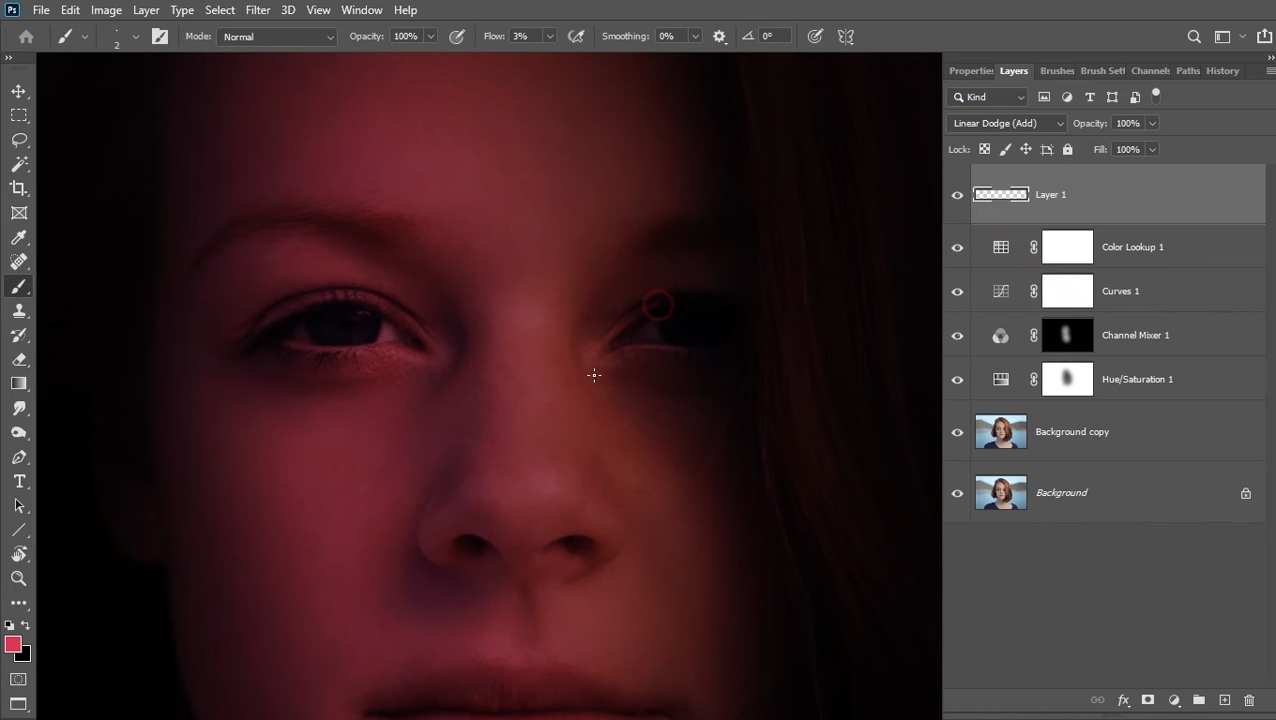 Ps File Edit Image Layer Type Select Filter 3D View Window Help
2 Mode: Normal Opacity: 100% Flow: 3% Smoothing: 0% 0°
Properties Layers Brushes Brush Sett Channels Paths History
Kind
Linear Dodge (Add) Opacity: 100%
Lock: Fill: 100%
Layer 1
Color Lookup 1
Curves 1
Channel Mixer 1
Hue/Saturation 1
Background copy
Background
T
fx